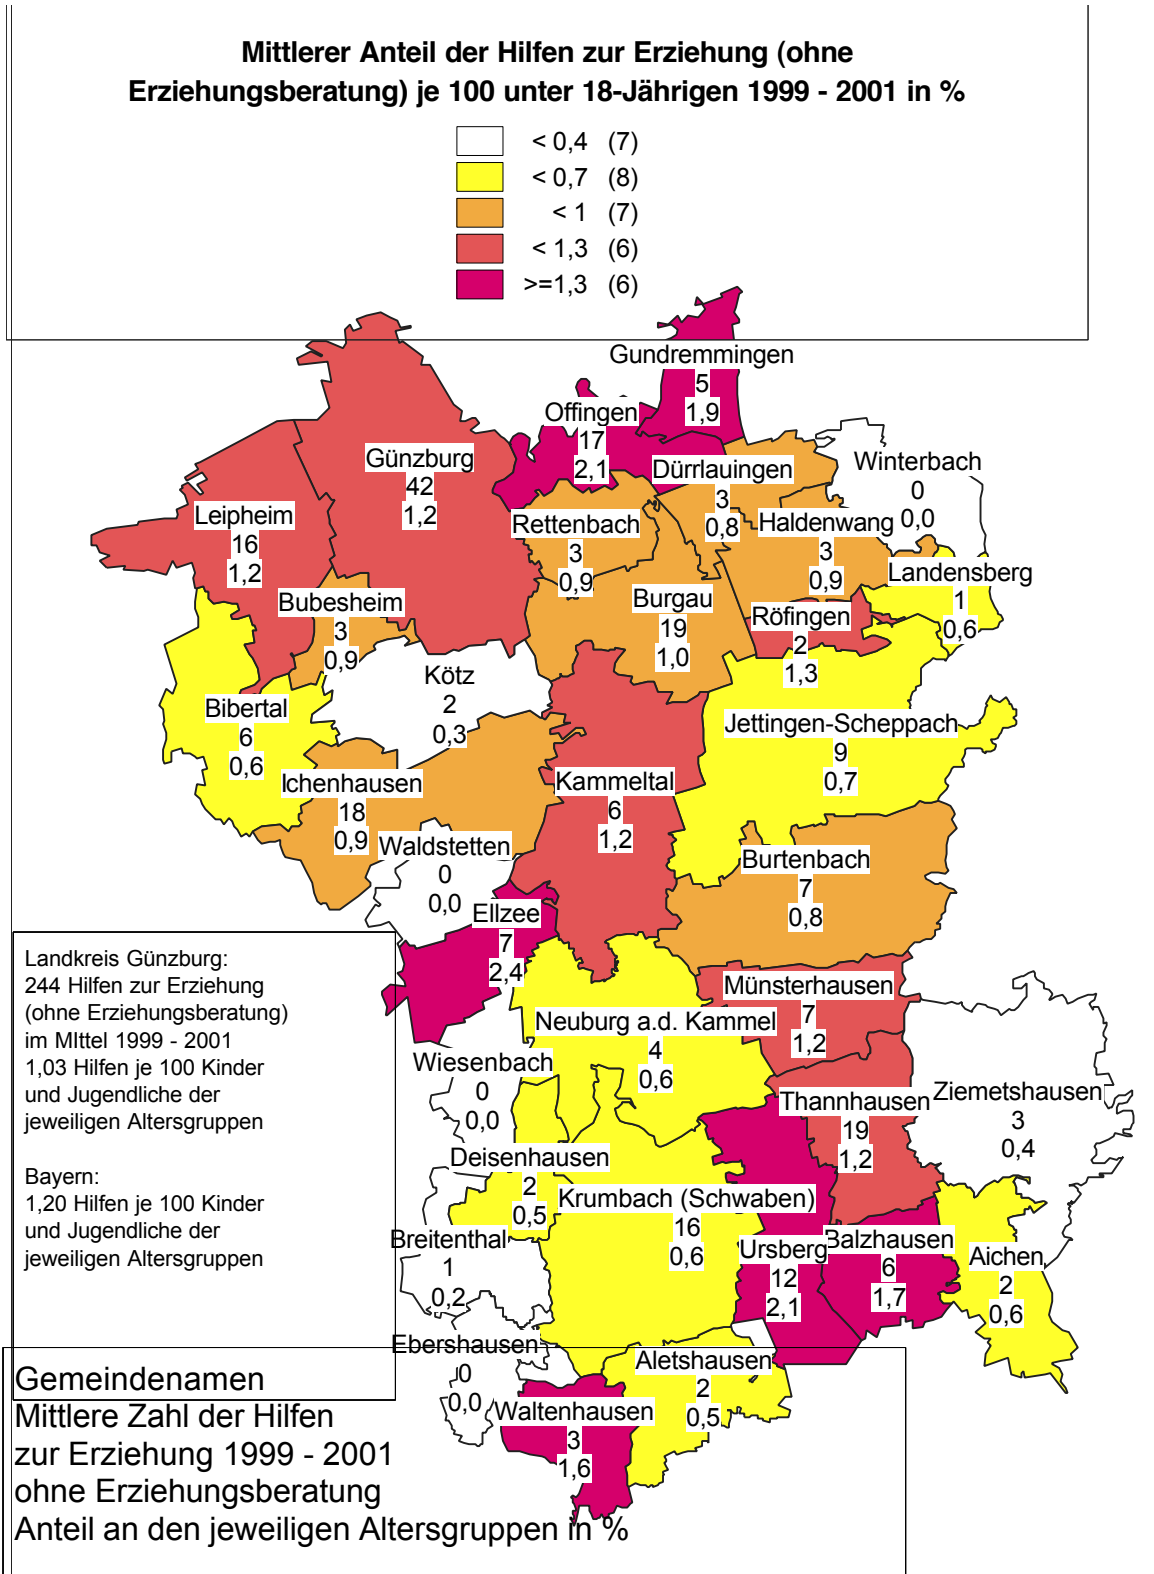 Mittlerer Anteil der Hilfen zur Erziehung (ohne
Erziehungsberatung) je 100 unter 18-Jährigen 1999 - 2001 in %
< 0,4 (7)
< 0,7 (8)
< 1 (7)
< 1,3 (6)
>=1,3 (6)
Gundremmingen
5
1,9
Offingen
17
2,1
Günzburg
42
1,2
Dürrlauingen
3
0,8
Winterbach
0
0,0
Leipheim
16
1,2
Rettenbach
3
0,9
Haldenwang
3
0,9
Landensberg
1
0,6
Bubesheim
3
0,9
Burgau
19
1,0
Röfingen
2
1,3
Kötz
2
0,3
Bibertal
6
0,6
Jettingen-Scheppach
9
0,7
Ichenhausen
18
0,9
Kammeltal
6
1,2
Waldstetten
0
0,0
Burtenbach
7
0,8
Ellzee
7
2,4
Landkreis Günzburg:
244 Hilfen zur Erziehung
(ohne Erziehungsberatung)
im MIttel 1999 - 2001
1,03 Hilfen je 100 Kinder
und Jugendliche der
jeweiligen Altersgruppen
Bayern:
1,20 Hilfen je 100 Kinder
und Jugendliche der
jeweiligen Altersgruppen
Münsterhausen
7
1,2
Neuburg a.d. Kammel
4
0,6
Wiesenbach
0
0,0
Thannhausen
19
1,2
Ziemetshausen
3
0,4
Deisenhausen
2
0,5
Krumbach (Schwaben)
16
0,6
Breitenthal
1
0,2
Ursberg
12
2,1
Balzhausen
6
1,7
Aichen
2
0,6
Ebershausen
0
0,0
Aletshausen
2
0,5
Waltenhausen
3
1,6
Gemeindenamen
Mittlere Zahl der Hilfen
zur Erziehung 1999 - 2001
ohne Erziehungsberatung
Anteil an den jeweiligen Altersgruppen in %